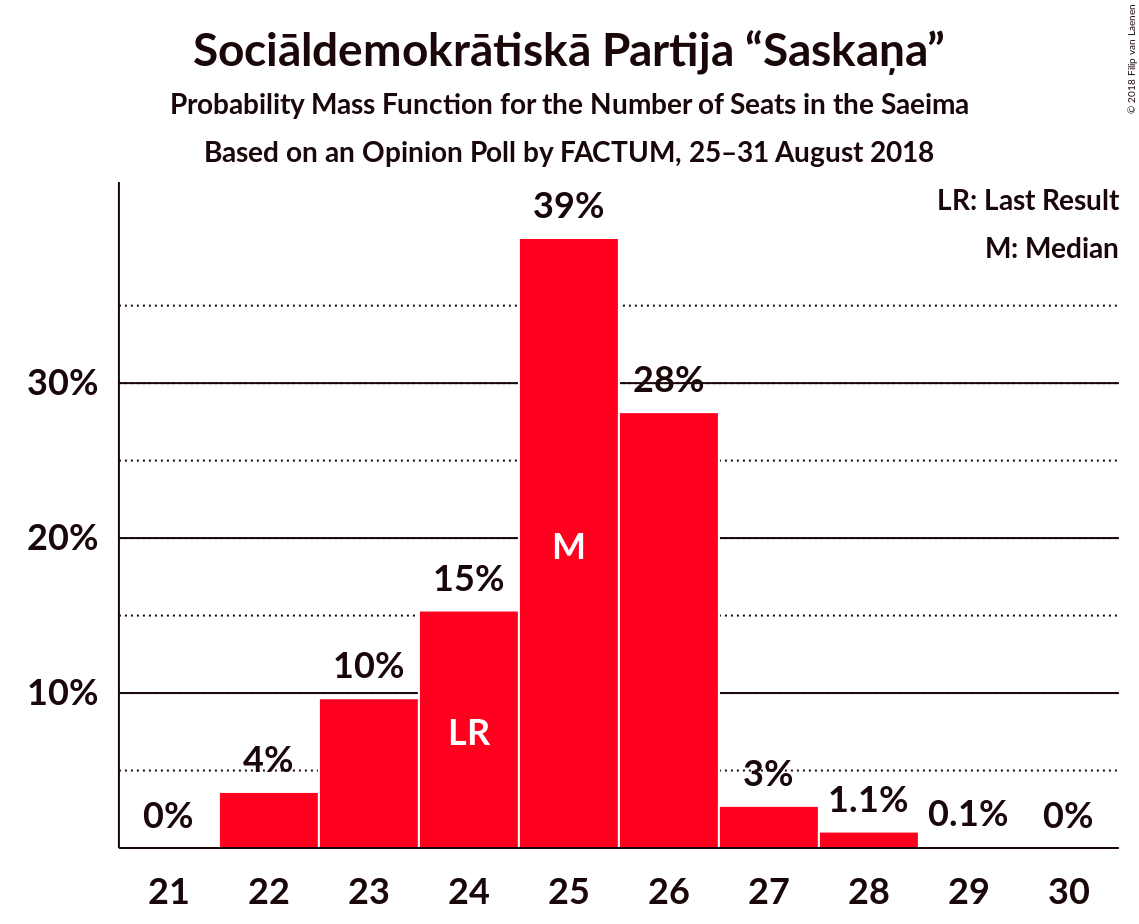 Sociāldemokrātiskā Partija “Saskaņa”
Probability Mass Function for the Number of Seats in the Saeima
Based on an Opinion Poll by FACTUM, 25–31 August 2018
© 2018 Filip van Laenen
LR: Last Result
M: Median
39%
30%
28%
20%
M
15%
10%
10%
LR
4%
3%
1.1%
0%
0.1%
0%
21 22 23 24 25 26 27 28 29 30